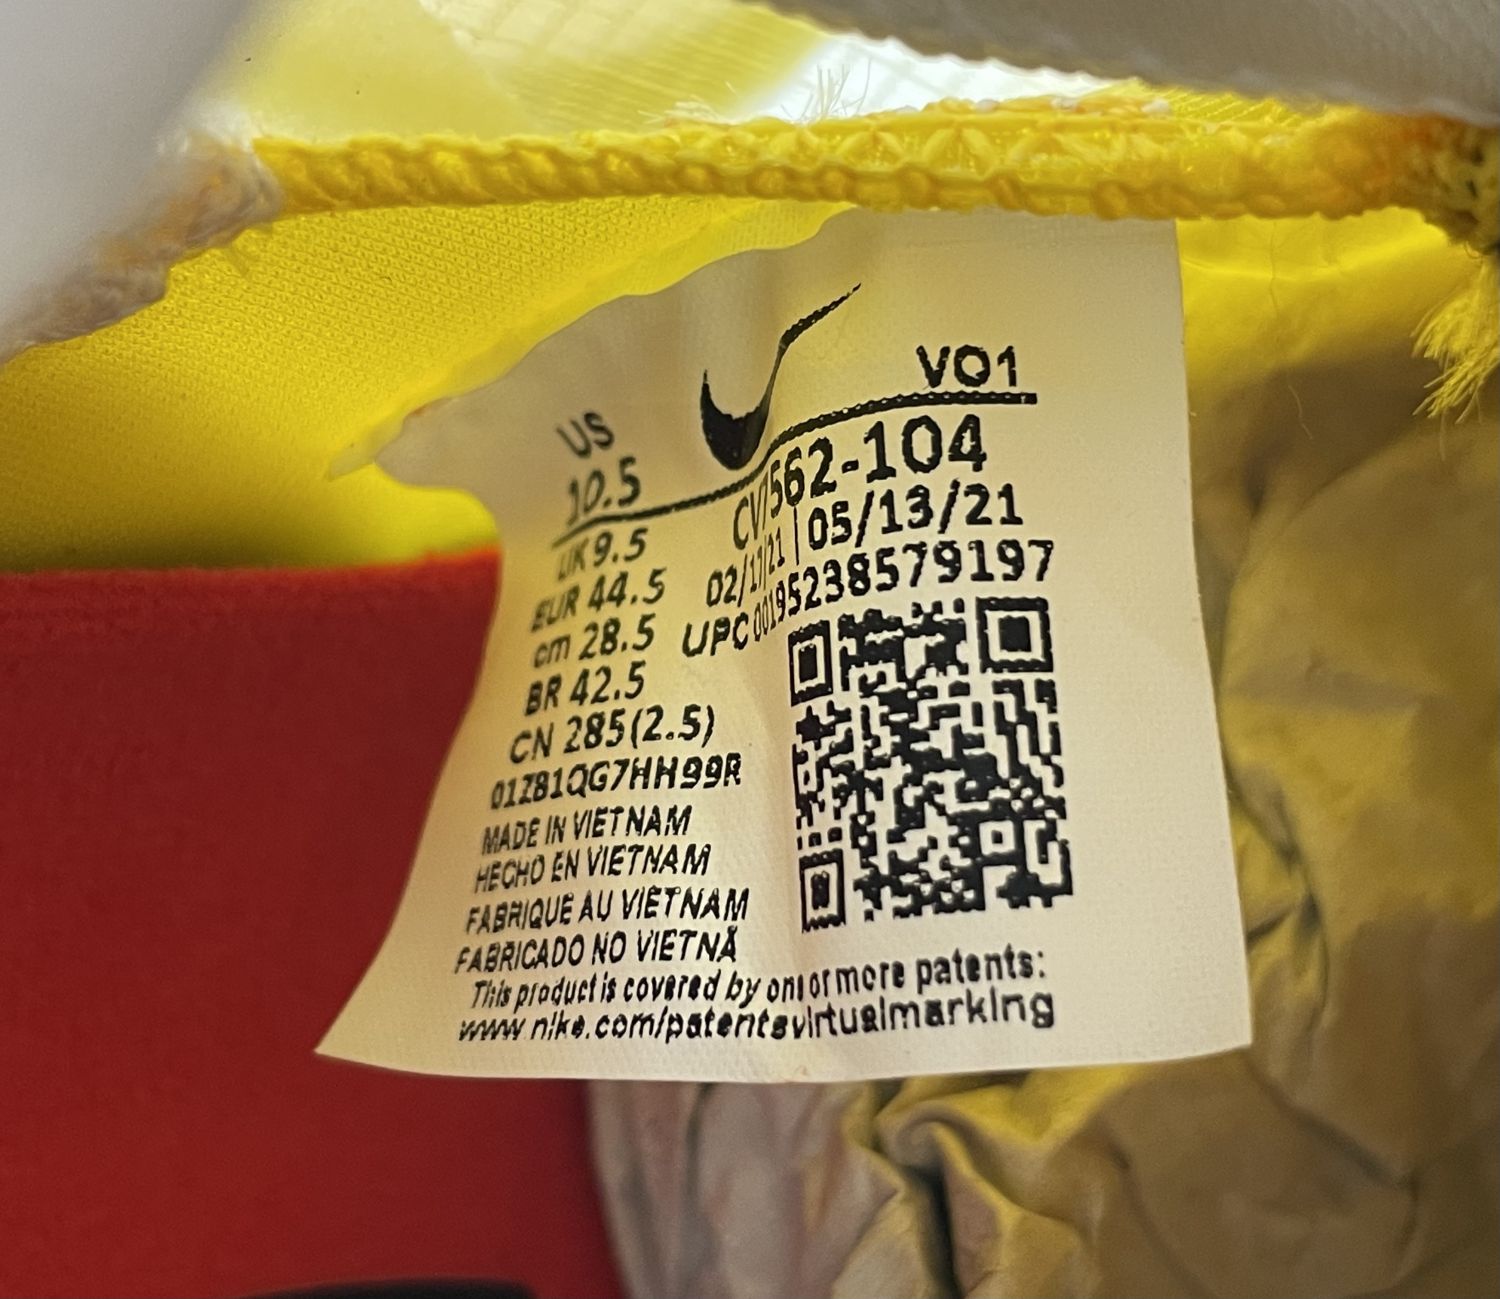 VO1
US
10.5
UK 9.5
EUR 44.5
cm 28.5
BR 42.5
CN 285(2.5)
01Z81QG7HH99R
CV7562-104
02/17/21 | 05/13/21
UPC 00195238579197
MADE IN VIETNAM
HECHO EN VIETNAM
FABRIQUE AU VIETNAM
FABRICADO NO VIETNÃ
This product is covered by one or more patents:
www.nike.com/patentsvirtualmarking